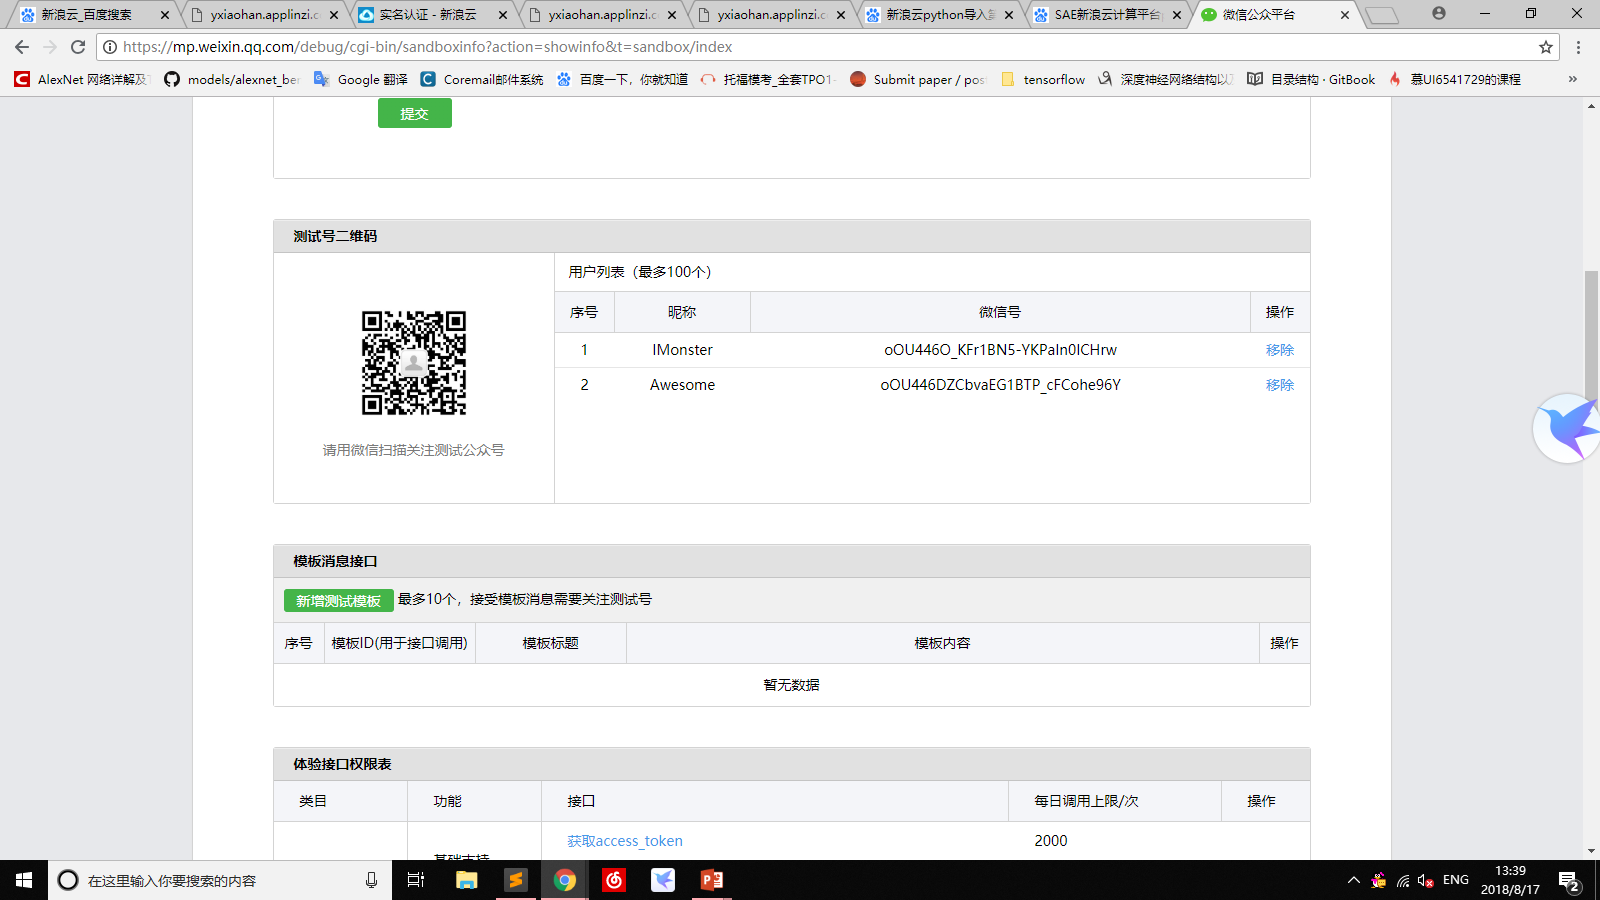 新浪云_百度搜索
yxiaohan.applinzi.c
实名认证 - 新浪云
yxiaohan.applinzi.c
yxiaohan.applinzi.c
新浪云python导入第
SAE新浪云计算平台
微信公众平台
https://mp.weixin.qq.com/debug/cgi-bin/sandboxinfo?action=showinfo&t=sandbox/index
AlexNet 网络详解及
models/alexnet_ber
Google 翻译
Coremail邮件系统
百度一下，你就知道
托福模考_全套TPO1-
Submit paper / pos
tensorflow
深度神经网络结构以
目录结构 · GitBook
慕UI6541729的课程
»
提交
测试号二维码
请用微信扫描关注测试公众号
用户列表（最多100个）
序号 昵称 微信号 操作
1 IMonster oOU446O_KFr1BN5-YKPaIn0ICHrw 移除
2 Awesome oOU446DZCbvaEG1BTP_cFCohe96Y 移除
模板消息接口
新增测试模板 最多10个，接受模板消息需要关注测试号
序号 模板ID(用于接口调用) 模板标题 模板内容 操作
暂无数据
体验接口权限表
类目 功能 接口 每日调用上限/次 操作
获取access_token 2000
基础支持
在这里输入你要搜索的内容
ENG
13:39
2018/8/17
2